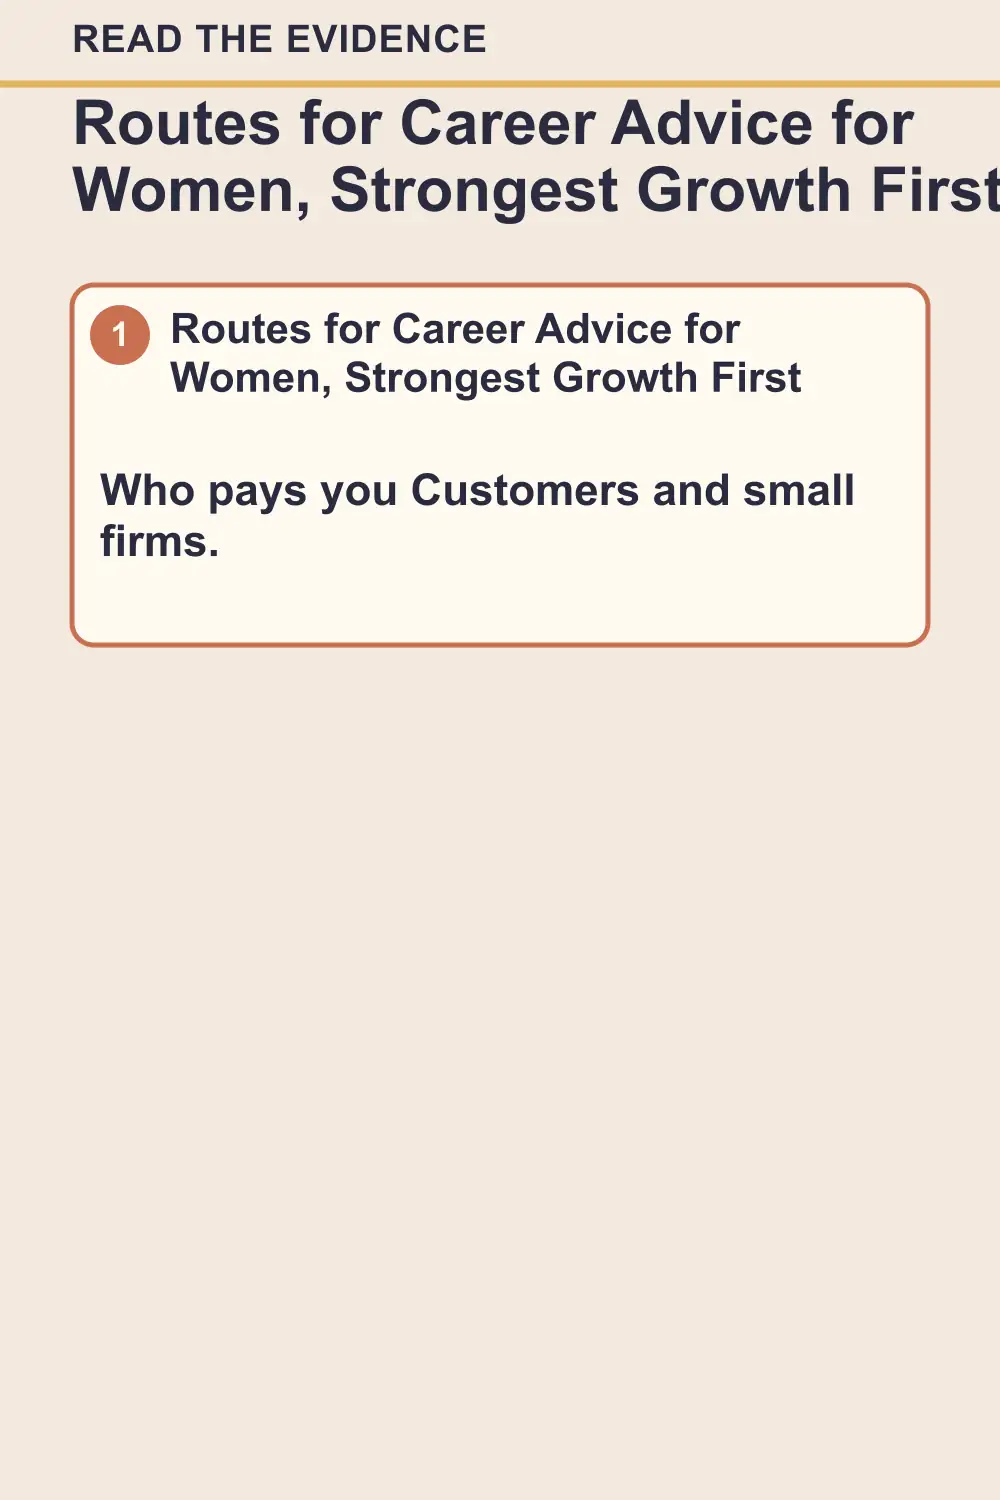 READ THE EVIDENCE
Routes for Career Advice for
Women, Strongest Growth First
1
Routes for Career Advice for
Women, Strongest Growth First
Who pays you Customers and small
firms.